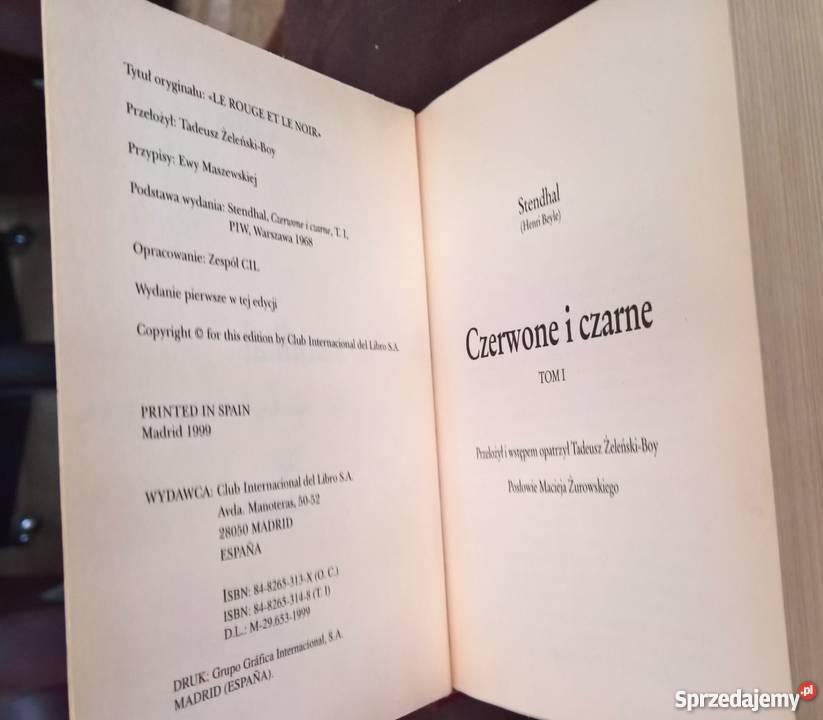 Tytuł oryginału: «LE ROUGE ET LE NOIR»
Przełożył: Tadeusz Żeleński-Boy
Przypisy: Ewy Maszewskiej
Podstawa wydania: Stendhal, Czerwone i czarne, T. I,
PIW, Warszawa 1968
Opracowanie: Zespól CIL
Wydanie pierwsze w tej edycji
Copyright © for this edition by Club Internacional del Libro S.A.
PRINTED IN SPAIN
Madrid 1999
WYDAWCA: Club Internacional del Libro S.A.
Avda. Manoteras, 50-52
28050 MADRID
ESPAÑA
ISBN: 84-8265-313-X (O. C.)
ISBN: 84-8265-314-8 (T. I)
D.L.: M-29.653-1999
DRUK: Grupo Gráfica Internacional, S.A.
MADRID (ESPAÑA).
Stendhal
(Henri Beyle)
Czerwone i czarne
TOM I
Przełożył i wstępem opatrzył Tadeusz Żeleński-Boy
Posłowie Macieja Żurowskiego
Sprzedajemy.pl